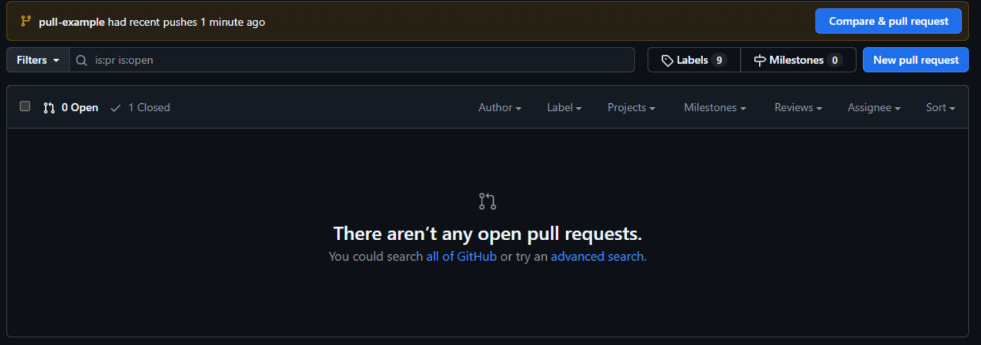 pull-example had recent pushes 1 minute ago
Compare & pull request
Filters
is:pr is:open
Labels 9
Milestones 0
New pull request
0 Open
1 Closed
Author
Label
Projects
Milestones
Reviews
Assignee
Sort
There aren’t any open pull requests.
You could search all of GitHub or try an advanced search.